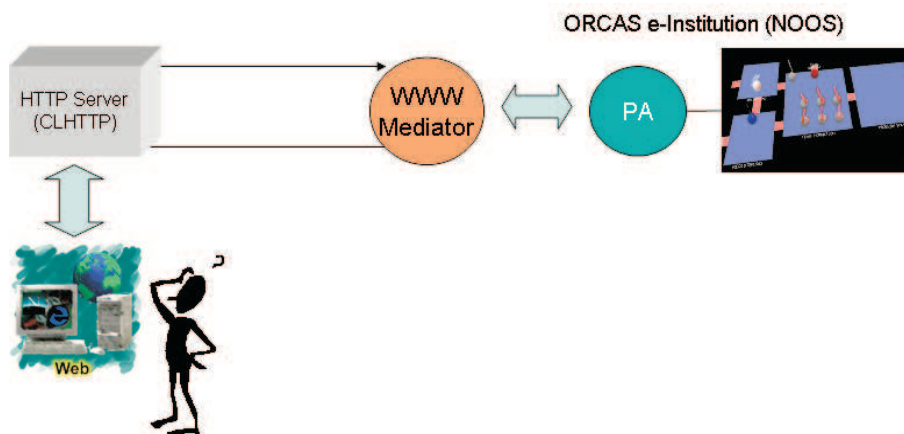 ORCAS e-Institution (NOOS)
HTTP Server
(CLHTTP)
WWW
Mediator
PA
Web